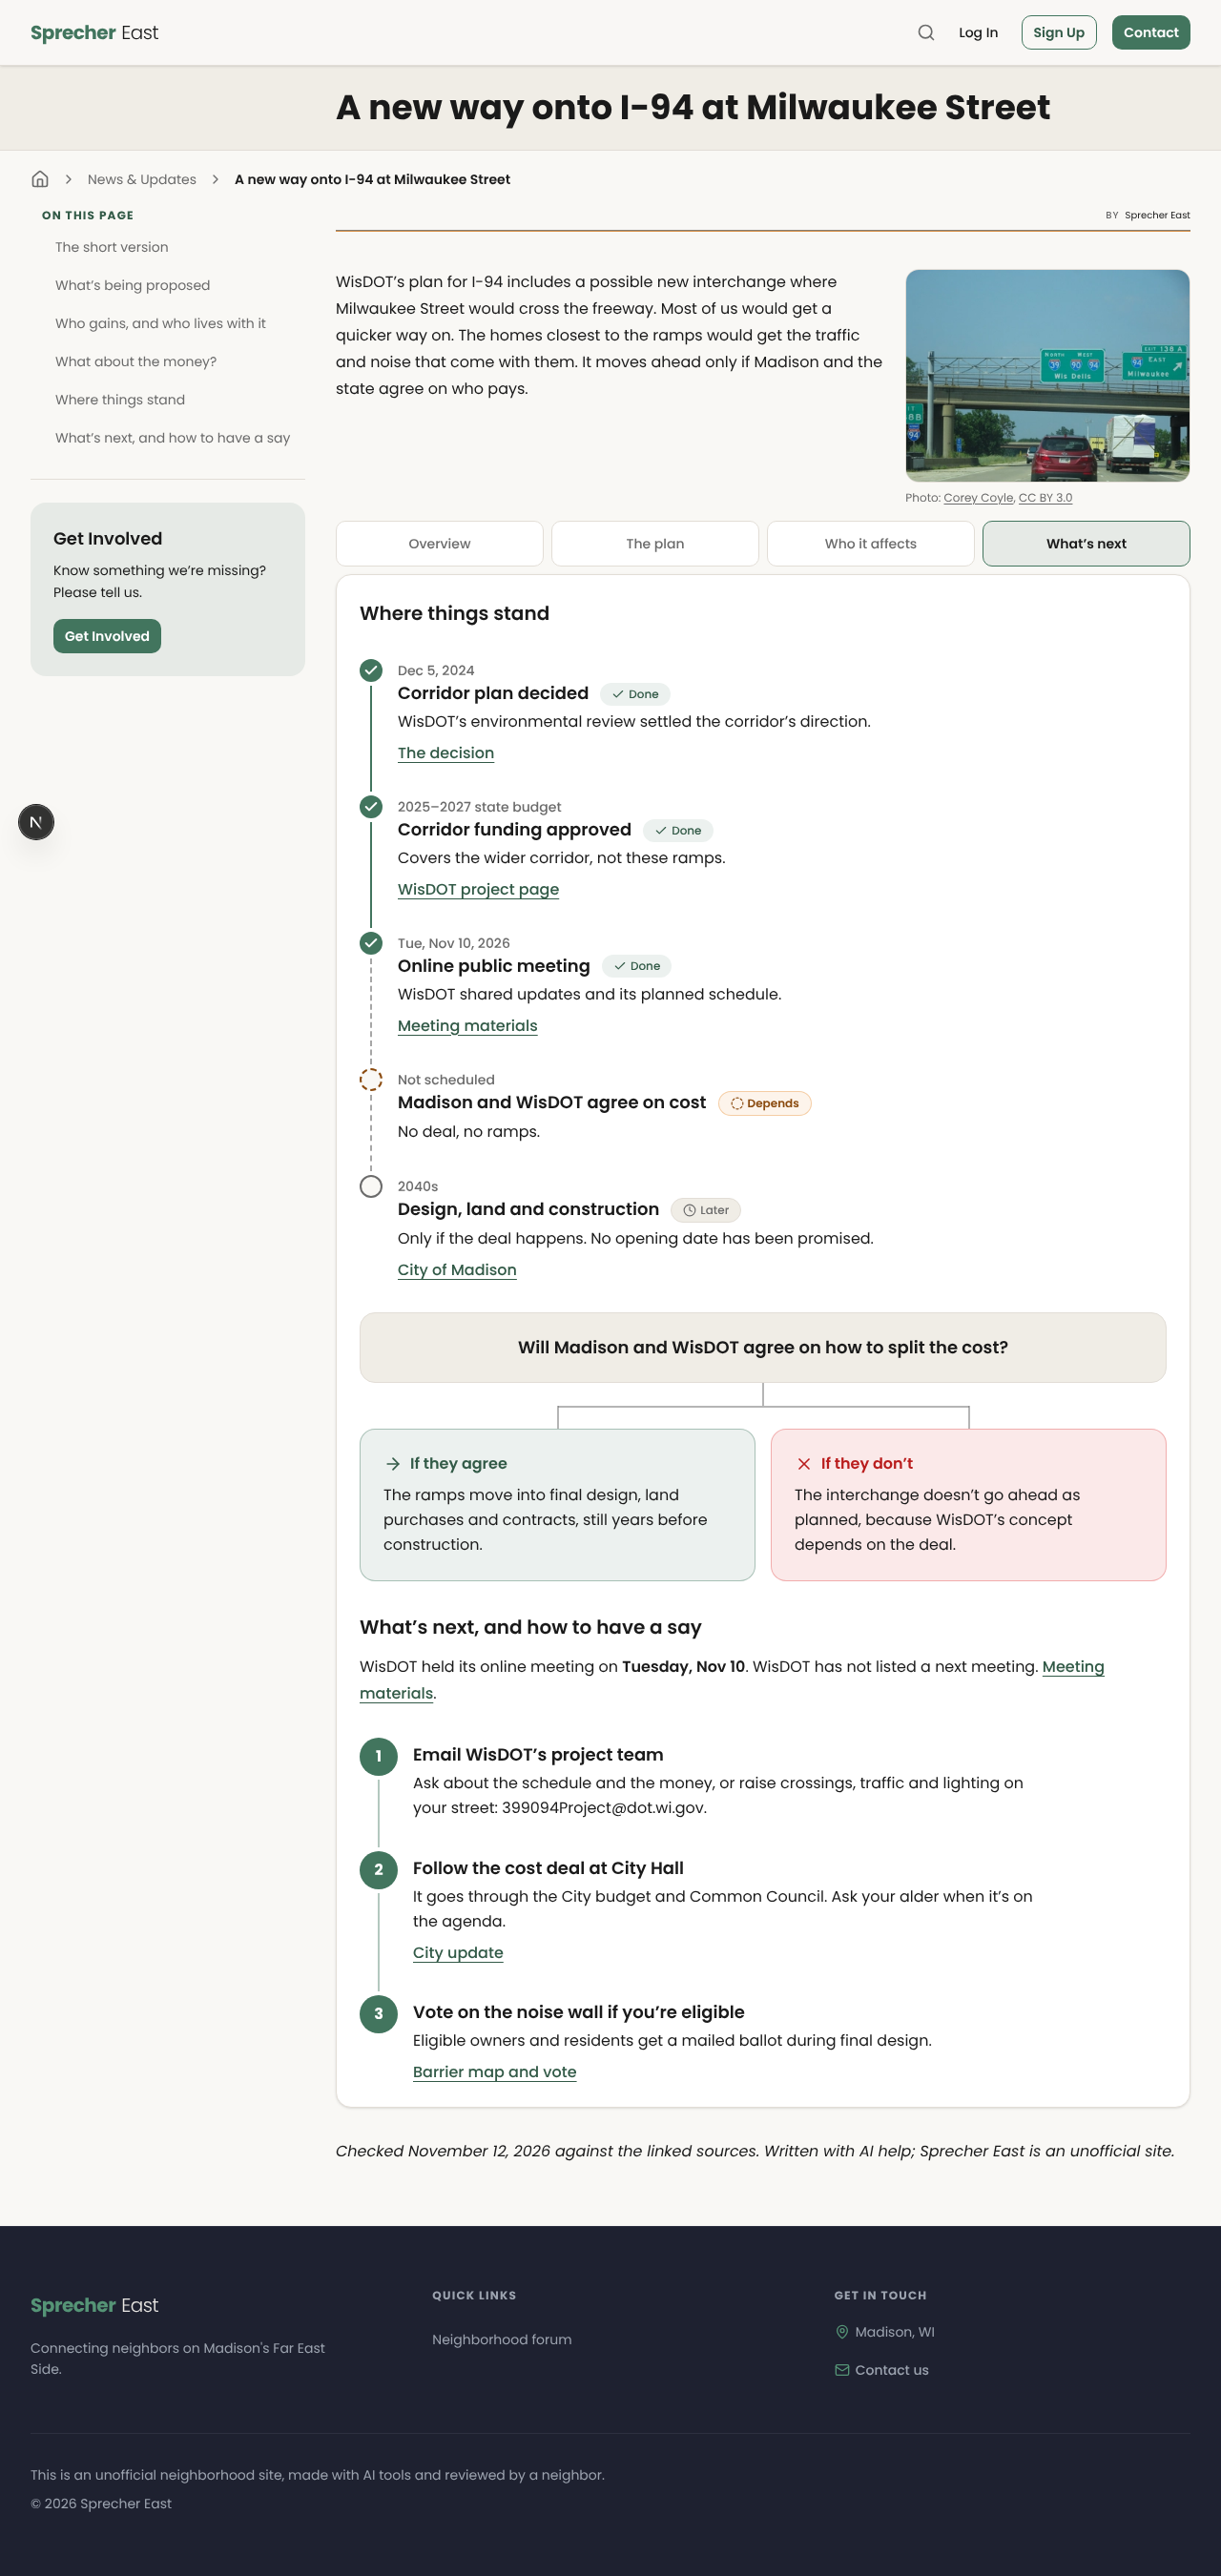 Sprecher East
Log In
Sign Up
Contact
A new way onto I-94 at Milwaukee Street
News & Updates
A new way onto I-94 at Milwaukee Street
ON THIS PAGE
The short version
What's being proposed
Who gains, and who lives with it
What about the money?
Where things stand
What's next, and how to have a say
Get Involved
Know something we're missing?
Please tell us.
Get Involved
N
BY Sprecher East
WisDOT's plan for I-94 includes a possible new interchange where
Milwaukee Street would cross the freeway. Most of us would get a
quicker way on. The homes closest to the ramps would get the traffic
and noise that come with them. It moves ahead only if Madison and the
state agree on who pays.
NORTH WEST
39 90 94
Wis Dells
EXIT 138 A
94 EAST
Milwaukee
94
Photo: Corey Coyle, CC BY 3.0
Overview
The plan
Who it affects
What's next
Where things stand
Dec 5, 2024
Corridor plan decided
Done
WisDOT's environmental review settled the corridor's direction.
The decision
2025–2027 state budget
Corridor funding approved
Done
Covers the wider corridor, not these ramps.
WisDOT project page
Tue, Nov 10, 2026
Online public meeting
Done
WisDOT shared updates and its planned schedule.
Meeting materials
Not scheduled
Madison and WisDOT agree on cost
Depends
No deal, no ramps.
2040s
Design, land and construction
Later
Only if the deal happens. No opening date has been promised.
City of Madison
Will Madison and WisDOT agree on how to split the cost?
If they agree
The ramps move into final design, land
purchases and contracts, still years before
construction.
If they don't
The interchange doesn't go ahead as
planned, because WisDOT's concept
depends on the deal.
What's next, and how to have a say
WisDOT held its online meeting on Tuesday, Nov 10. WisDOT has not listed a next meeting. Meeting
materials.
1
Email WisDOT's project team
Ask about the schedule and the money, or raise crossings, traffic and lighting on
your street: 399094Project@dot.wi.gov.
2
Follow the cost deal at City Hall
It goes through the City budget and Common Council. Ask your alder when it's on
the agenda.
City update
3
Vote on the noise wall if you're eligible
Eligible owners and residents get a mailed ballot during final design.
Barrier map and vote
Checked November 12, 2026 against the linked sources. Written with AI help; Sprecher East is an unofficial site.
Sprecher East
Connecting neighbors on Madison's Far East
Side.
QUICK LINKS
Neighborhood forum
GET IN TOUCH
Madison, WI
Contact us
This is an unofficial neighborhood site, made with AI tools and reviewed by a neighbor.
© 2026 Sprecher East